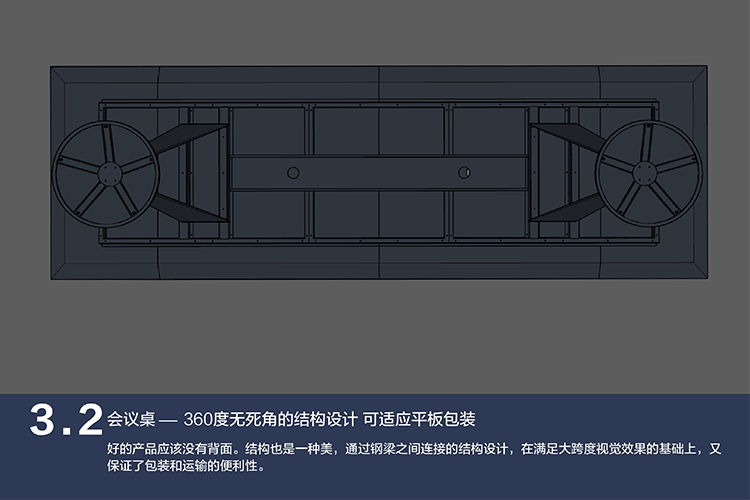 3.2 会议桌 — 360度无死角的结构设计 可适应平板包装
好的产品应该没有背面。结构也是一种美，通过钢梁之间连接的结构设计，在满足大跨度视觉效果的基础上，又
保证了包装和运输的便利性。